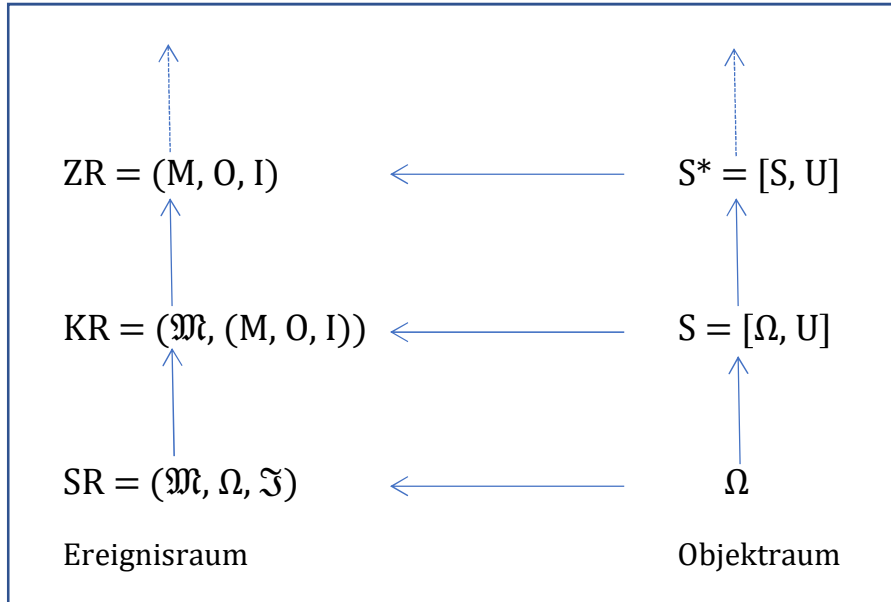 ZR = (M, O, I) S* = [S, U]
KR = (𝔐, (M, O, I)) S = [Ω, U]
SR = (𝔐, Ω, ℑ) Ω
Ereignisraum Objektraum